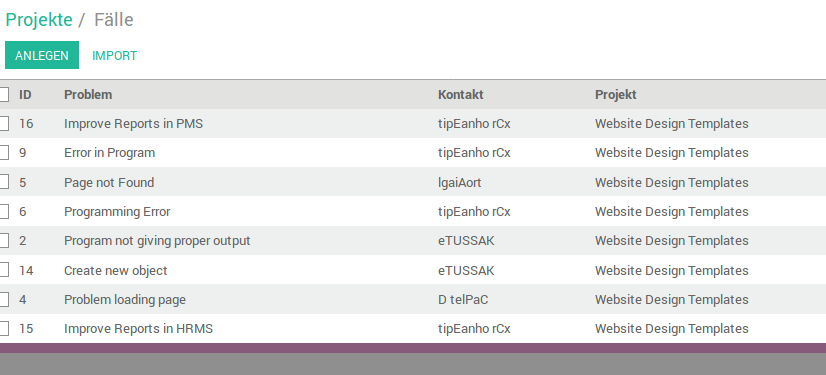 Projekte / Fälle
ANLEGEN IMPORT
ID Problem Kontakt Projekt
16 Improve Reports in PMS tipEanho rCx Website Design Templates
9 Error in Program tipEanho rCx Website Design Templates
5 Page not Found lgaiAort Website Design Templates
6 Programming Error tipEanho rCx Website Design Templates
2 Program not giving proper output eTUSSAK Website Design Templates
14 Create new object eTUSSAK Website Design Templates
4 Problem loading page D telPaC Website Design Templates
15 Improve Reports in HRMS tipEanho rCx Website Design Templates